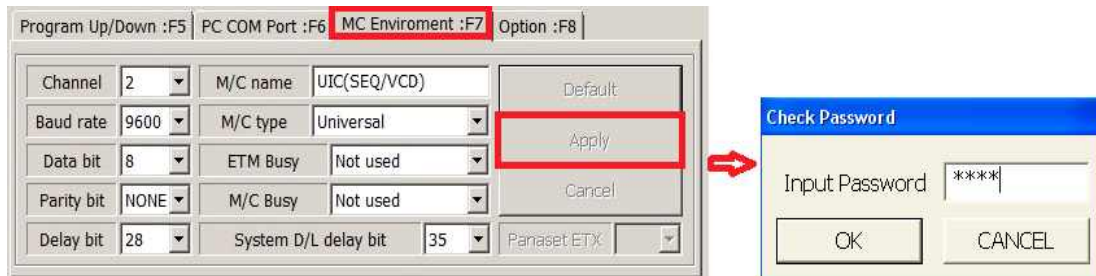 Program Up/Down :F5 PC COM Port :F6 MC Enviroment :F7 Option :F8
Channel 2 M/C name UIC(SEQ/VCD) Default
Baud rate 9600 M/C type Universal Apply
Data bit 8 ETM Busy Not used Cancel
Parity bit NONE M/C Busy Not used
Delay bit 28 System D/L delay bit 35 Panaset ETX
Check Password
Input Password ****
OK CANCEL